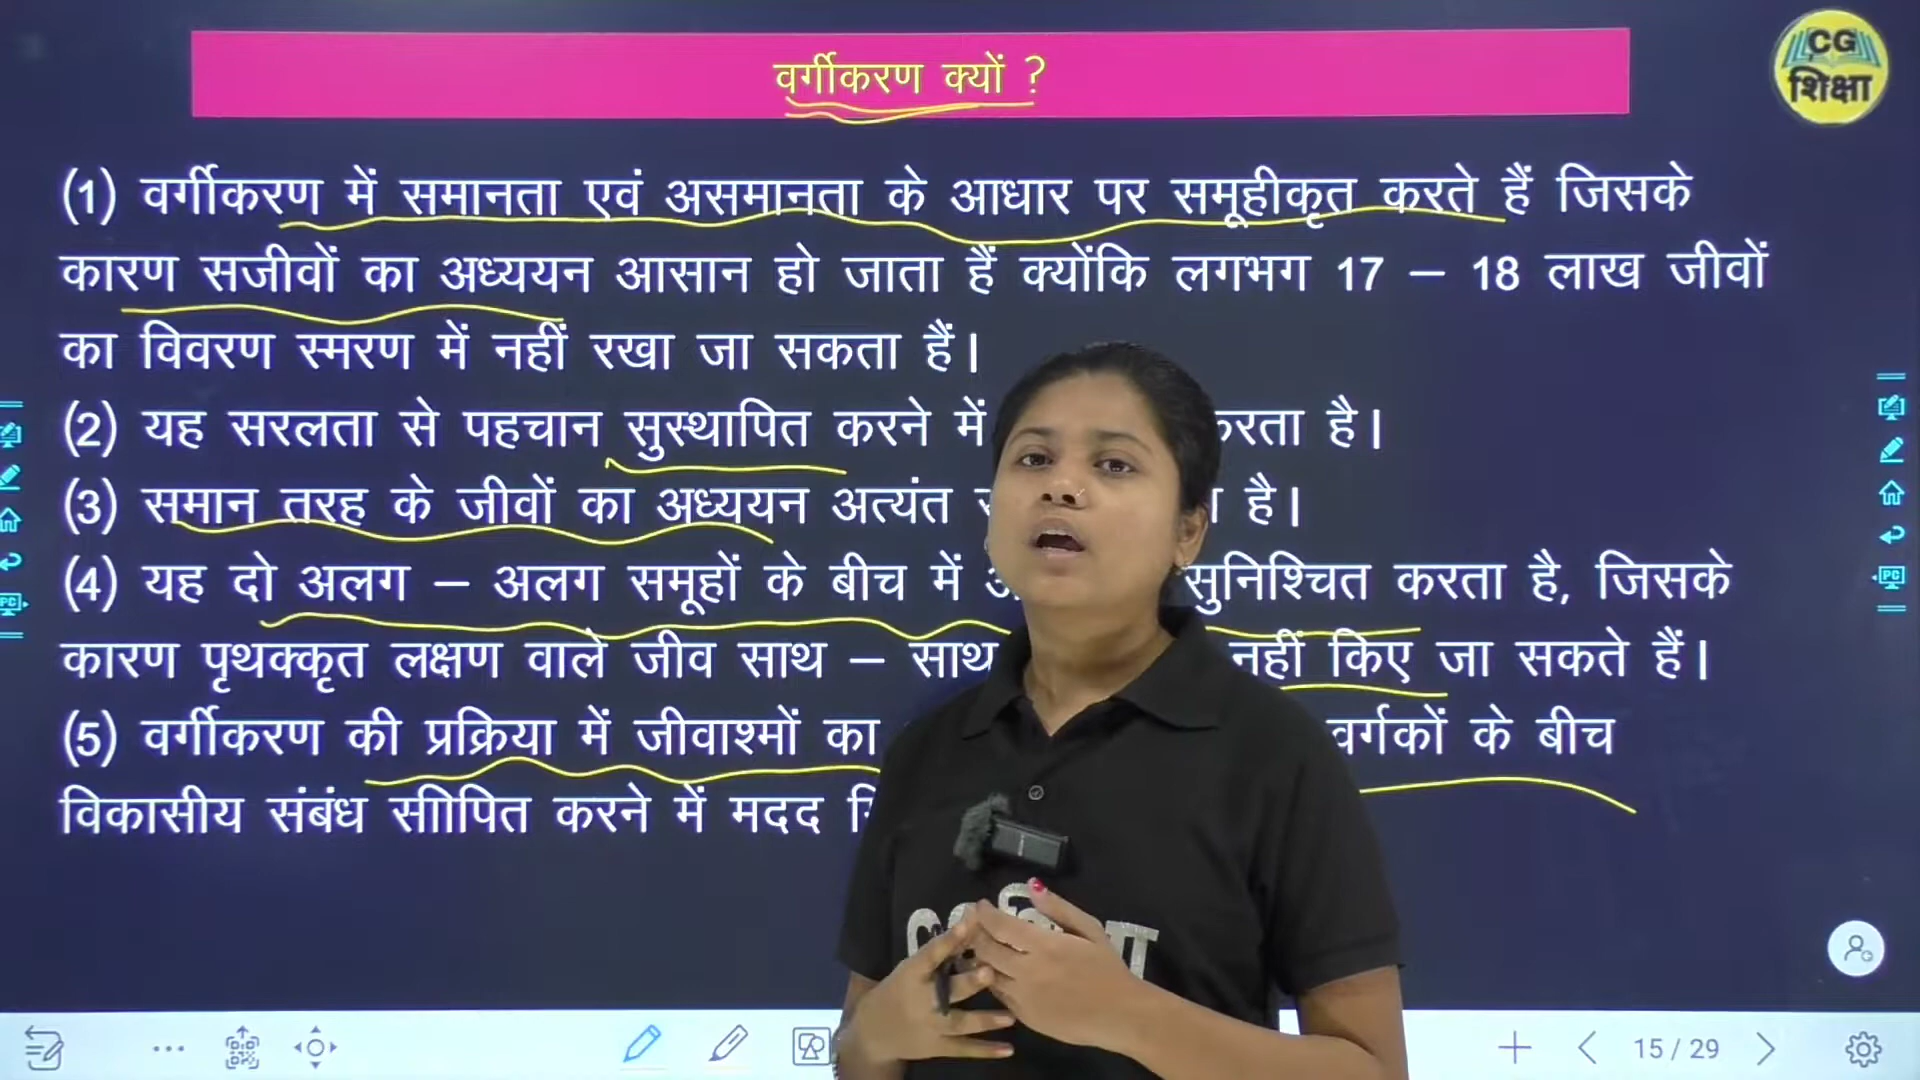 वर्गीकरण क्यों ?
CG
शिक्षा
(1) वर्गीकरण में समानता एवं असमानता के आधार पर समूहीकृत करते हैं जिसके
कारण सजीवों का अध्ययन आसान हो जाता हैं क्योंकि लगभग 17 – 18 लाख जीवों
का विवरण स्मरण में नहीं रखा जा सकता हैं।
(2) यह सरलता से पहचान सुस्थापित करने में है।
(3) समान तरह के जीवों का अध्ययन अत्यंत है।
(4) यह दो अलग – अलग समूहों के बीच में सुनिश्चित करता है, जिसके
कारण पृथक्कृत लक्षण वाले जीव साथ – साथ नहीं किए जा सकते हैं।
(5) वर्गीकरण की प्रक्रिया में जीवाश्मों का वर्गकों के बीच
विकासीय संबंध साीपित करने में मदद
PC
PC
15 / 29